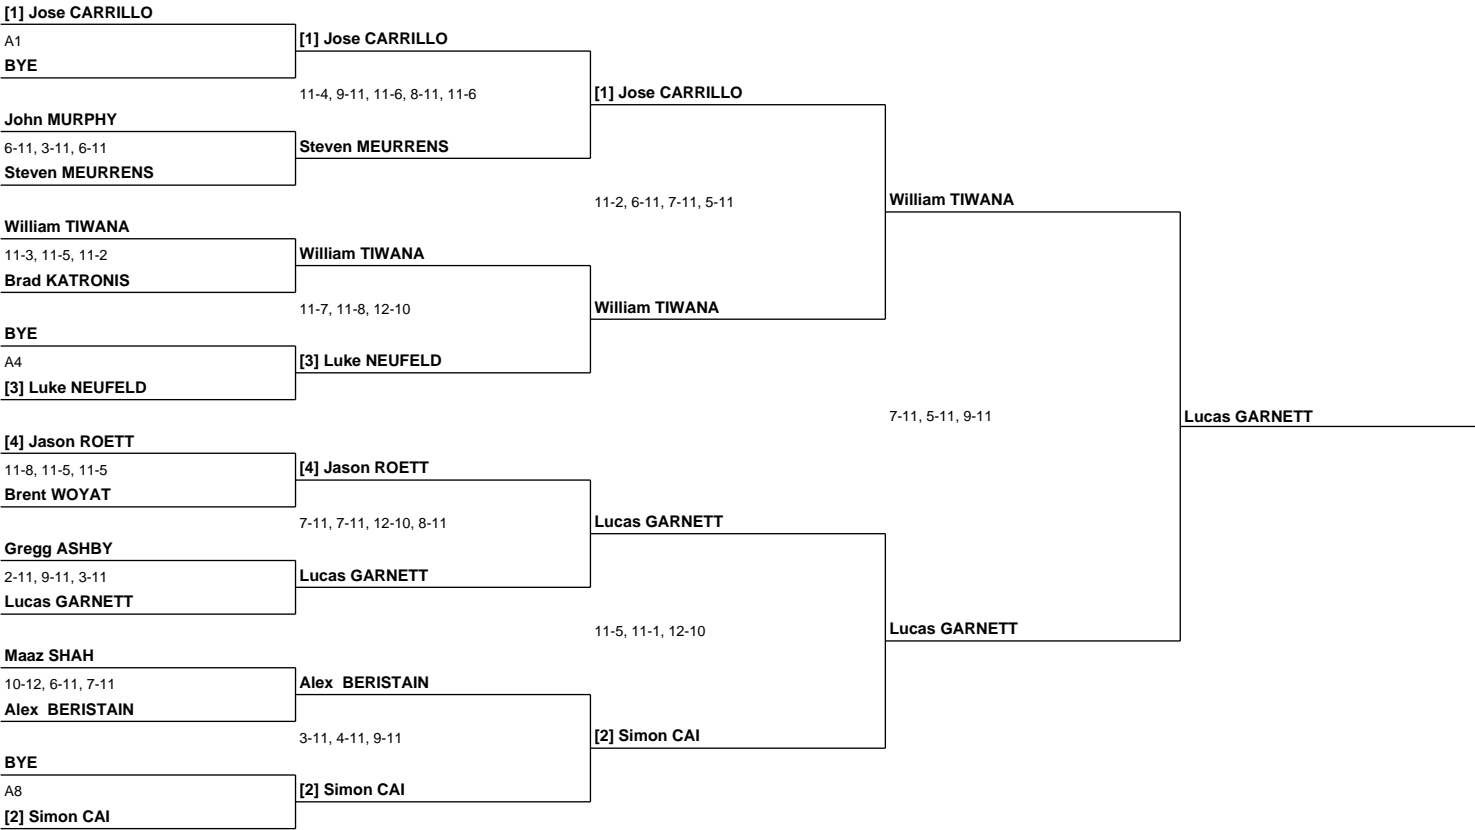 [1] Jose CARRILLO
A1
BYE
John MURPHY
6-11, 3-11, 6-11
Steven MEURRENS
William TIWANA
11-3, 11-5, 11-2
Brad KATRONIS
BYE
A4
[3] Luke NEUFELD
[4] Jason ROETT
11-8, 11-5, 11-5
Brent WOYAT
Gregg ASHBY
2-11, 9-11, 3-11
Lucas GARNETT
Maaz SHAH
10-12, 6-11, 7-11
Alex  BERISTAIN
BYE
A8
[2] Simon CAI
[1] Jose CARRILLO
11-4, 9-11, 11-6, 8-11, 11-6
Steven MEURRENS
William TIWANA
11-7, 11-8, 12-10
[3] Luke NEUFELD
[4] Jason ROETT
7-11, 7-11, 12-10, 8-11
Lucas GARNETT
Alex  BERISTAIN
3-11, 4-11, 9-11
[2] Simon CAI
[1] Jose CARRILLO
11-2, 6-11, 7-11, 5-11
William TIWANA
Lucas GARNETT
11-5, 11-1, 12-10
[2] Simon CAI
William TIWANA
7-11, 5-11, 9-11
Lucas GARNETT
Lucas GARNETT